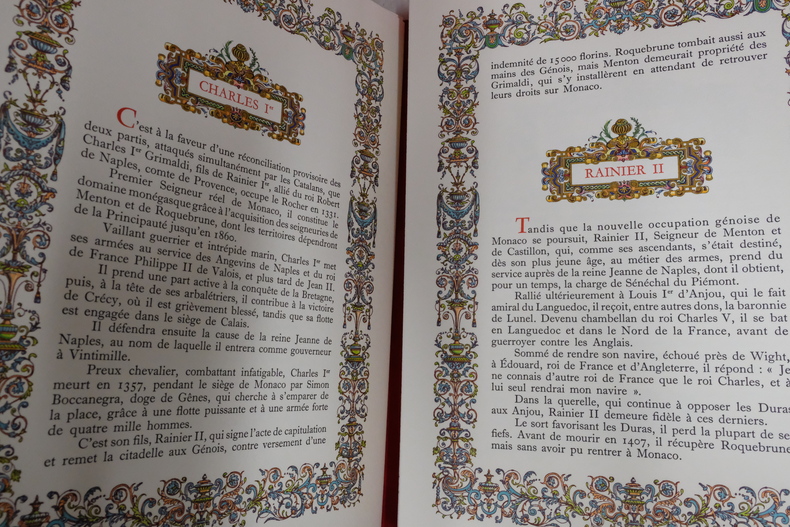 CHARLES Ier
C'est à la faveur d'une réconciliation provisoire des
deux partis, attaqués simultanément par les Catalans, que
Charles Ier Grimaldi, fils de Rainier Ier, allié du roi Robert
de Naples, comte de Provence, occupe le Rocher en 1331.
Premier Seigneur réel de Monaco, il constitue le
domaine monégasque grâce à l'acquisition des seigneuries de
Menton et de Roquebrune, dont les territoires dépendront
de la Principauté jusqu'en 1860.
Vaillant guerrier et intrépide marin, Charles Ier met
ses armées au service des Angevins de Naples et du roi
de France Philippe II de Valois, et plus tard de Jean II.
Il prend une part active à la conquête de la Bretagne,
puis, à la tête de ses arbalétriers, il contribue à la victoire
de Crécy, où il est grièvement blessé, tandis que sa flotte
est engagée dans le siège de Calais.
Il défendra ensuite la cause de la reine Jeanne de
Naples, au nom de laquelle il entrera comme gouverneur
à Vintimille.
Preux chevalier, combattant infatigable, Charles Ier
meurt en 1357, pendant le siège de Monaco par Simon
Boccanegra, doge de Gênes, qui cherche à s'emparer de
la place, grâce à une flotte puissante et à une armée forte
de quatre mille hommes.
C'est son fils, Rainier II, qui signe l'acte de capitulation
et remet la citadelle aux Génois, contre versement d'une
indemnité de 15 000 florins. Roquebrune tombait aussi aux
mains des Génois, mais Menton demeurait propriété des
Grimaldi, qui s'y installèrent en attendant de retrouver
leurs droits sur Monaco.
RAINIER II
Tandis que la nouvelle occupation génoise de
Monaco se poursuit, Rainier II, Seigneur de Menton et
de Castillon, qui, comme ses ascendants, s'était destiné,
dès son plus jeune âge, au métier des armes, prend du
service auprès de la reine Jeanne de Naples, dont il obtient,
pour un temps, la charge de Sénéchal du Piémont.
Rallié ultérieurement à Louis Ier d'Anjou, qui le fait
amiral du Languedoc, il reçoit, entre autres dons, la baronnie
de Lunel. Devenu chambellan du roi Charles V, il se bat
en Languedoc et dans le Nord de la France, avant de
guerroyer contre les Anglais.
Sommé de rendre son navire, échoué près de Wight,
à Édouard, roi de France et d'Angleterre, il répond : « Je
ne connais d'autre roi de France que le roi Charles, et à
lui seul rendrai mon navire ».
Dans la querelle, qui continue à opposer les Duras
aux Anjou, Rainier II demeure fidèle à ces derniers.
Le sort favorisant les Duras, il perd la plupart de se
fiefs. Avant de mourir en 1407, il récupère Roquebrune
mais sans avoir pu rentrer à Monaco.